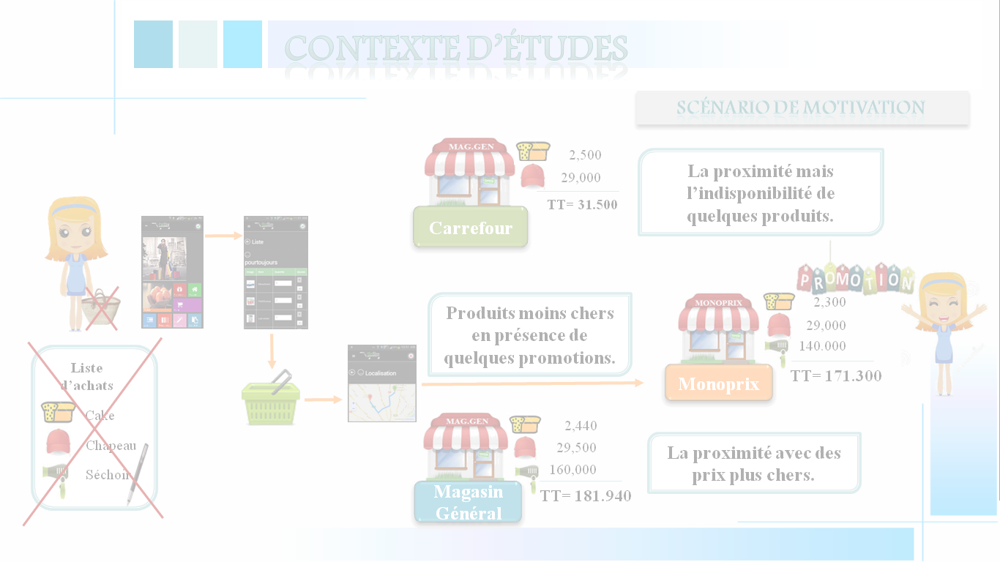 CONTEXTE D'ÉTUDES
SCÉNARIO DE MOTIVATION
MAG.GEN
2,500
29,000
TT= 31.500
Carrefour
La proximité mais
l'indisponibilité de
quelques produits.
Liste
pourtoujours
PROMOTION
Produits moins chers
en présence de
quelques promotions.
MONOPRIX
2,300
29,000
140.000
TT= 171.300
Monoprix
Liste
d'achats
Cake
Chapeau
Séchoir
Localisation
MAG.GEN
2,440
29,500
160,000
TT= 181.940
Magasin
Général
La proximité avec des
prix plus chers.